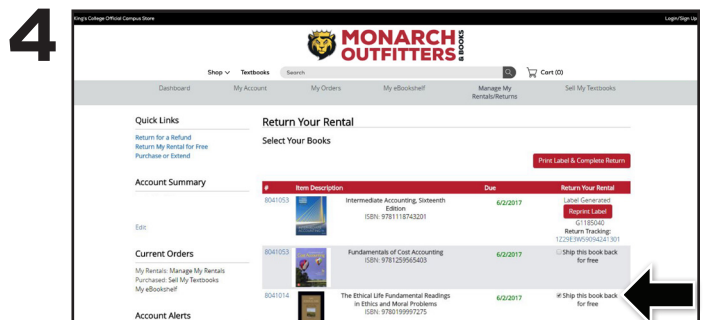 4
King's College Official Campus Store
Login/Sign Up
MONARCH
OUTFITTERS
& BOOKS
Shop
Textbooks
Search
Cart (0)
Dashboard
My Account
My Orders
My eBookshelf
Manage My
Rentals/Returns
Sell My Textbooks
Quick Links
Return for a Refund
Return My Rental for Free
Purchase or Extend
Account Summary
Edit
Current Orders
My Rentals: Manage My Rentals
Purchased: Sell My Textbooks
My eBookshelf
Account Alerts
Return Your Rental
Select Your Books
Print Label & Complete Return
# Item Description Due Return Your Rental
8041053
Intermediate Accounting, Sixteenth
Edition
ISBN: 9781118743201
6/2/2017
Label Generated
Reprint Label
G1185040
Return Tracking:
1Z29E3W59094241301
8041053
Fundamentals of Cost Accounting
ISBN: 9781259565403
6/2/2017
Ship this book back
for free
8041014
The Ethical Life Fundamental Readings
in Ethics and Moral Problems
ISBN: 9780199997275
6/2/2017
Ship this book back
for free